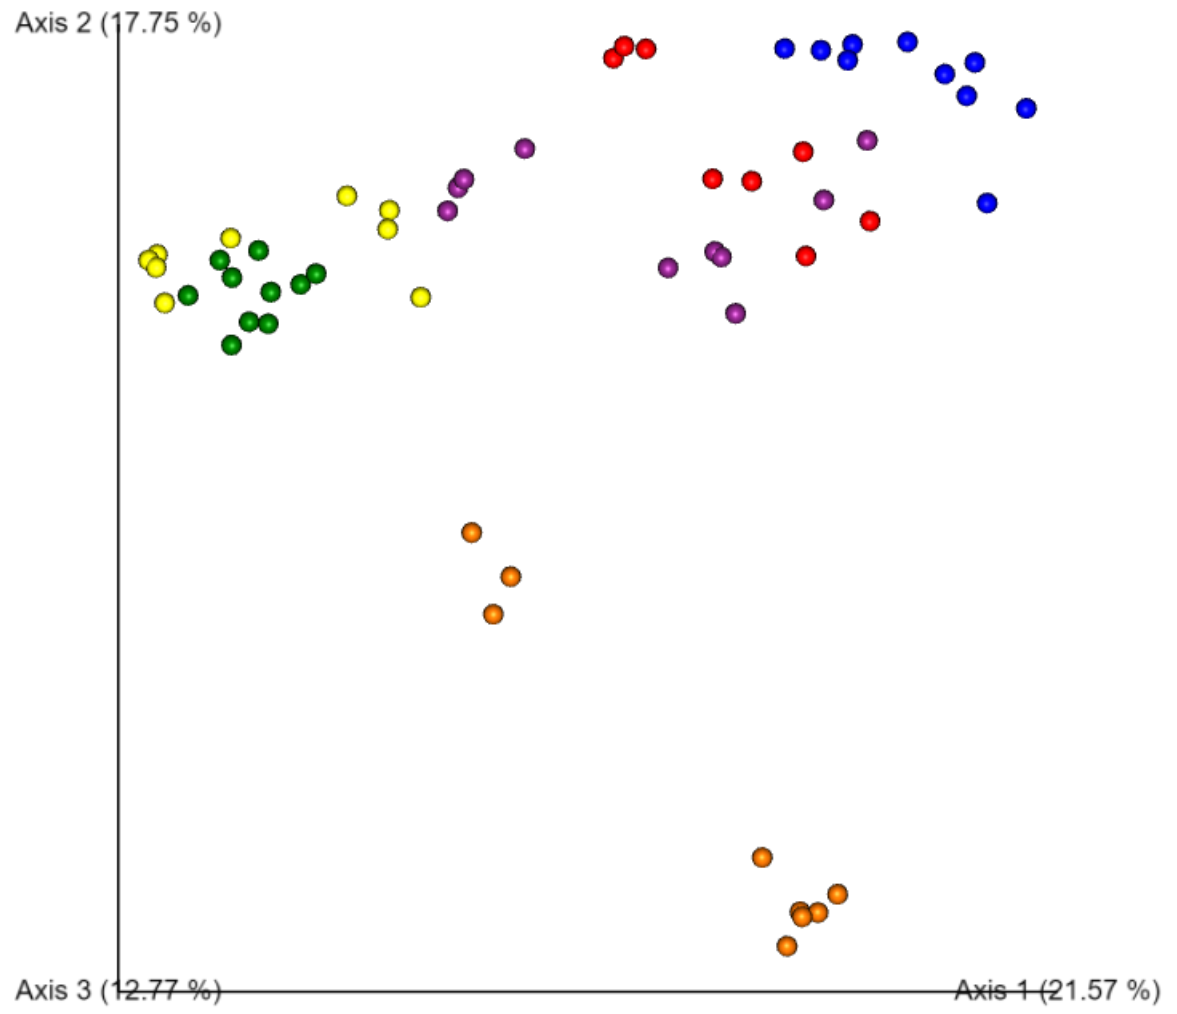 Axis 2 (17.75 %)
Axis 3 (12.77 %)
Axis 1 (21.57 %)